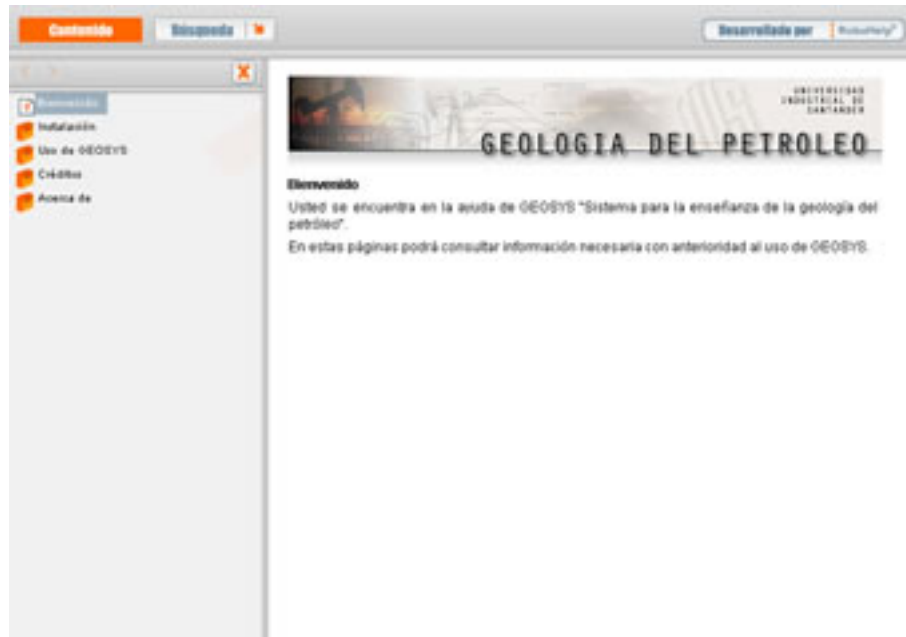 Contenido
Búsqueda
Desarrollado por RoboHelp
Bienvenido
Instalación
Uso de GEOSYS
Créditos
Acerca de
UNIVERSIDAD
INDUSTRIAL DE
SANTANDER
GEOLOGIA DEL PETROLEO
Bienvenido
Usted se encuentra en la ayuda de GEOSYS "Sistema para la enseñanza de la geología del
petróleo".
En estas páginas podrá consultar información necesaria con anterioridad al uso de GEOSYS.